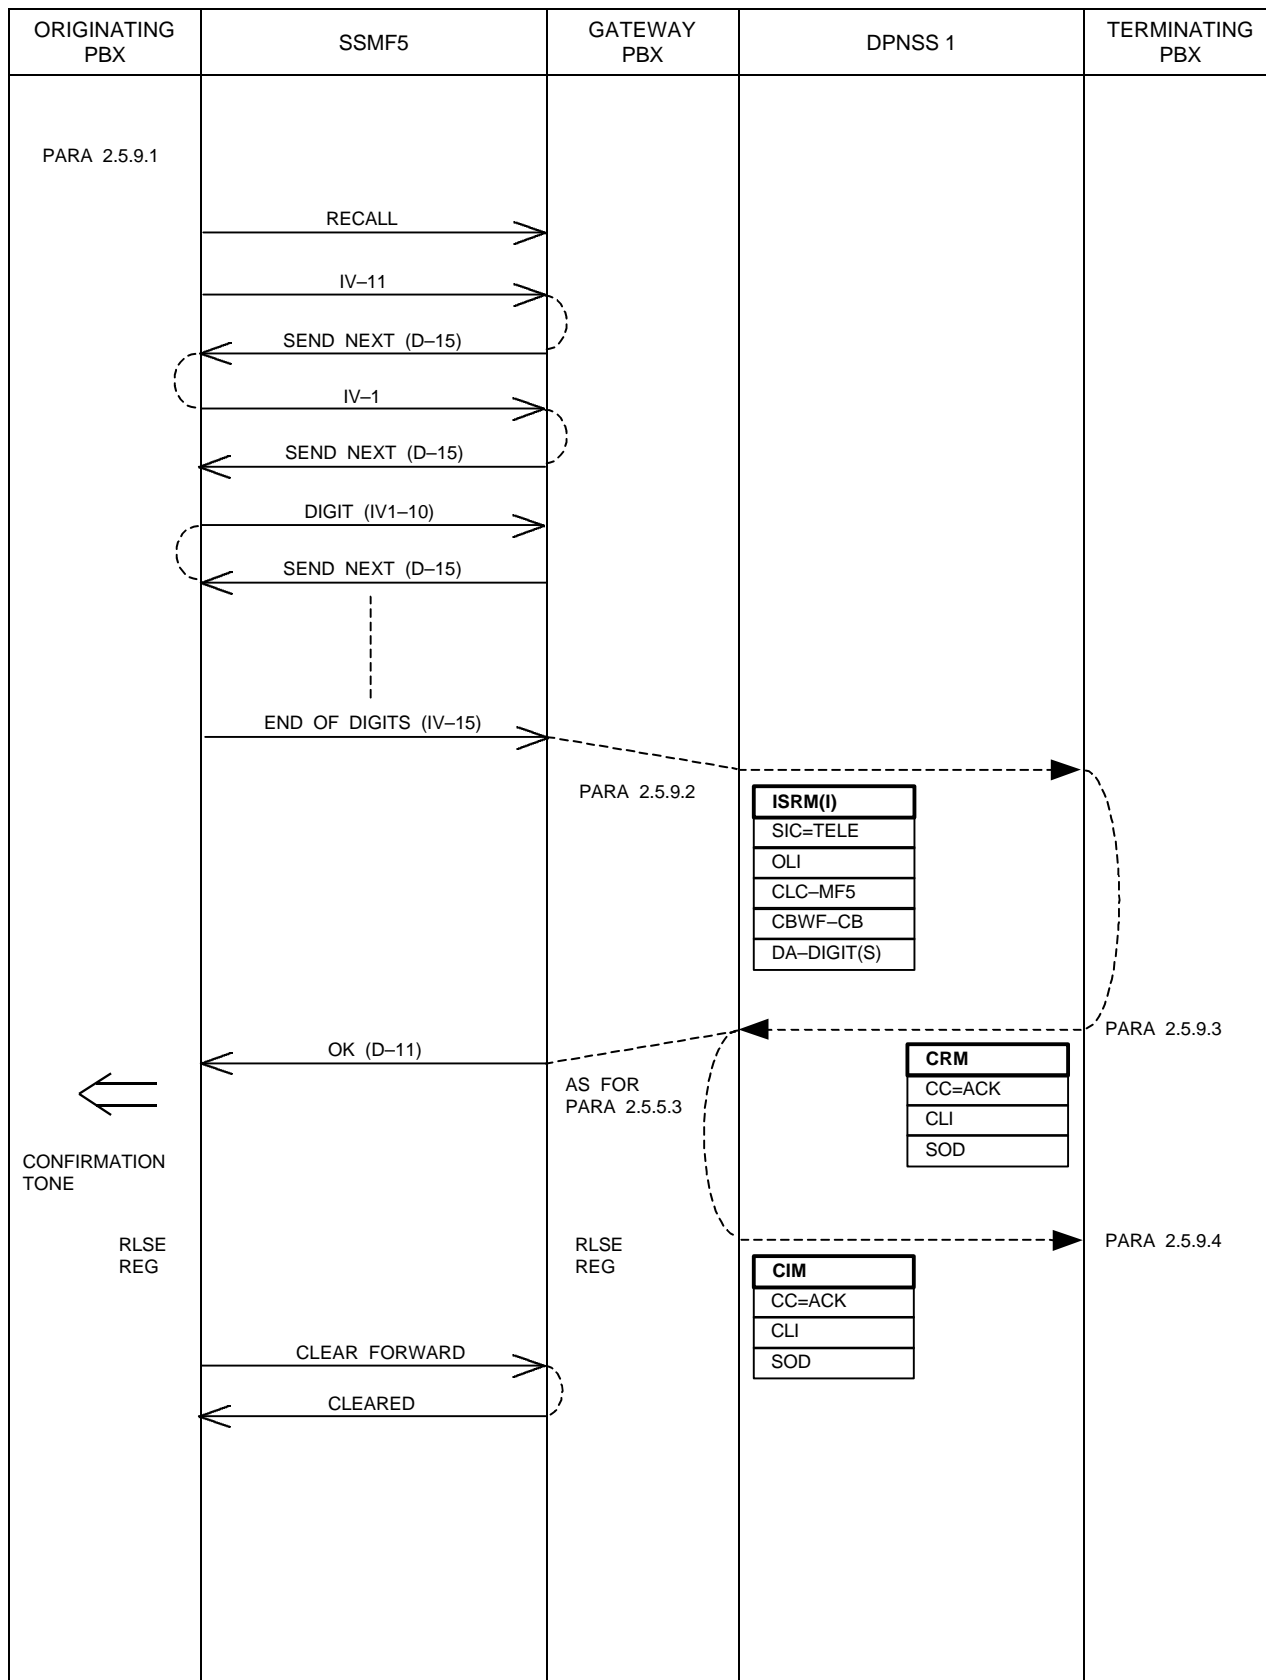 ORIGINATING
PBX
SSMF5
GATEWAY
PBX
DPNSS 1
TERMINATING
PBX
PARA 2.5.9.1
RECALL
IV–11
SEND NEXT (D–15)
IV–1
SEND NEXT (D–15)
DIGIT (IV1–10)
SEND NEXT (D–15)
END OF DIGITS (IV–15)
PARA 2.5.9.2
ISRM(I)
SIC=TELE
OLI
CLC–MF5
CBWF–CB
DA–DIGIT(S)
PARA 2.5.9.3
OK (D–11)
AS FOR
PARA 2.5.5.3
CRM
CC=ACK
CLI
SOD
CONFIRMATION
TONE
RLSE
REG
RLSE
REG
PARA 2.5.9.4
CIM
CC=ACK
CLI
SOD
CLEAR FORWARD
CLEARED